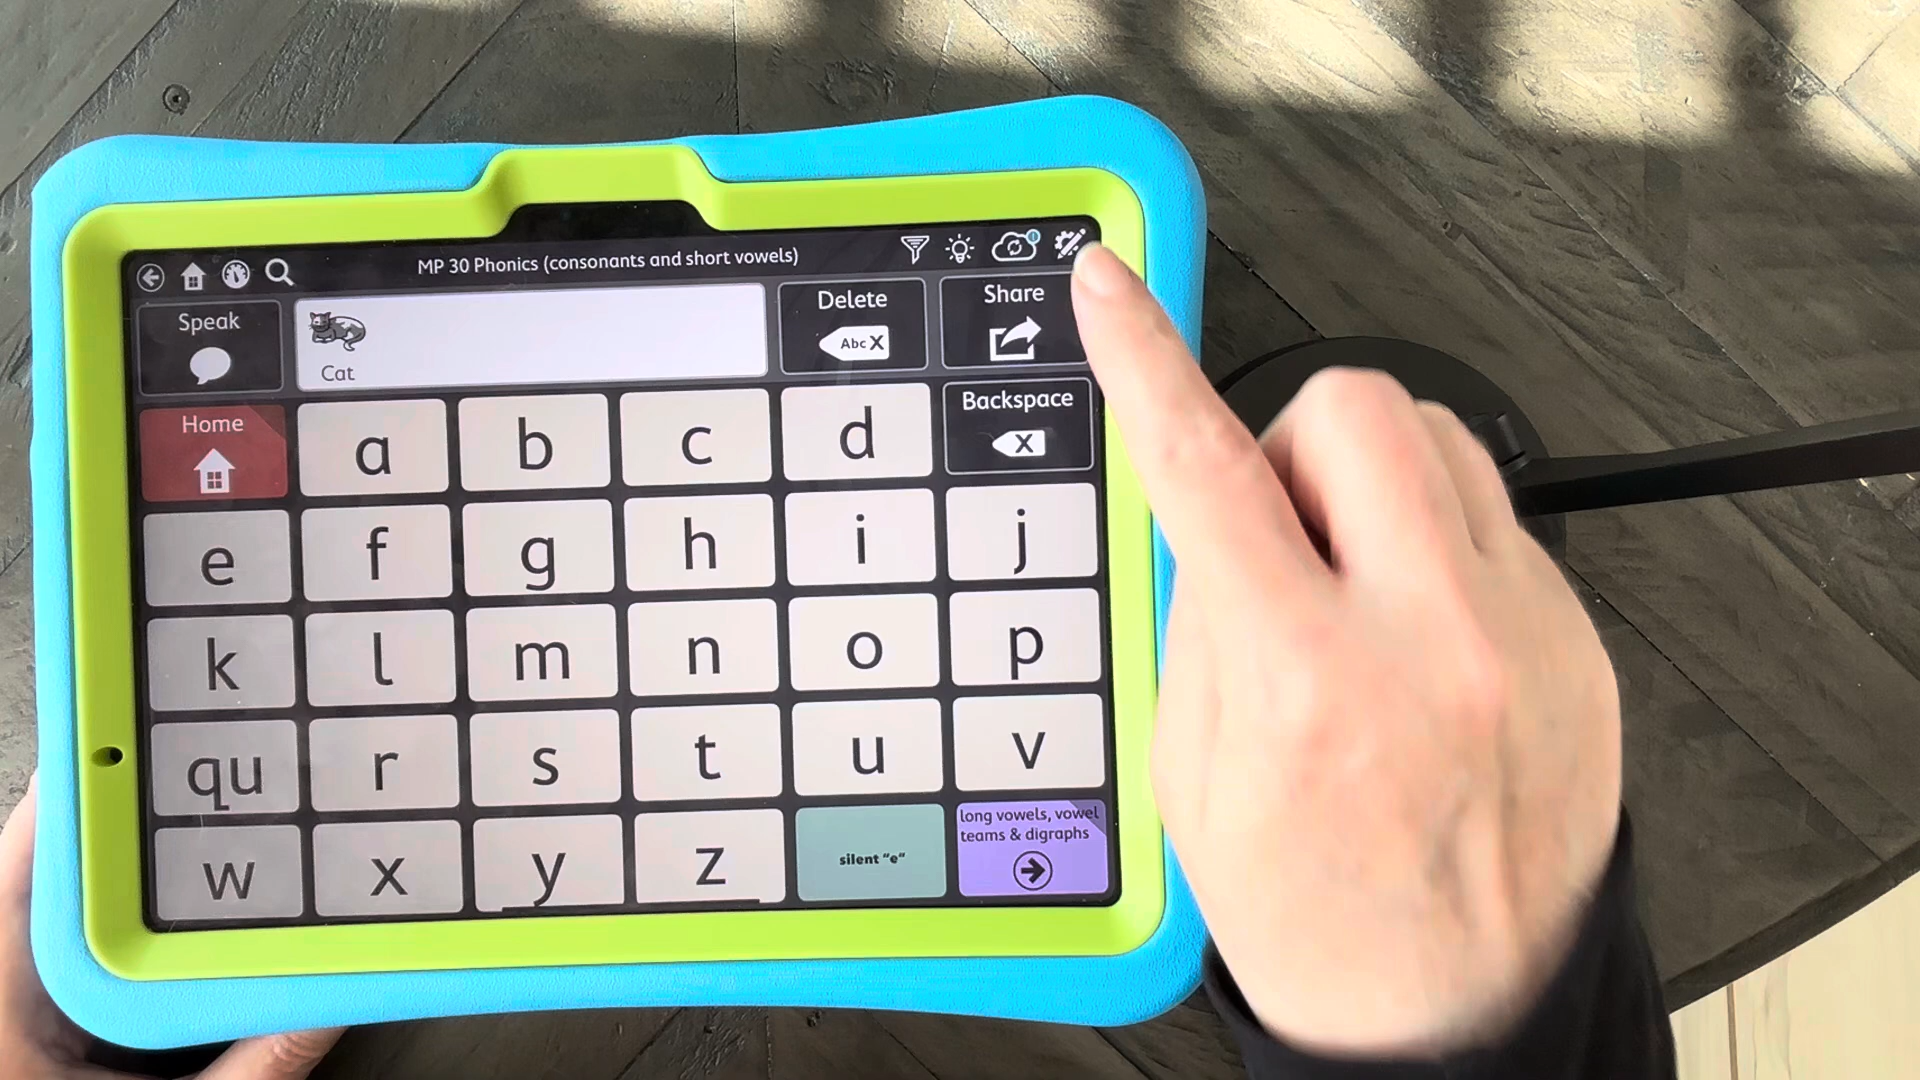 MP 30 Phonics (consonants and short vowels)
Speak
Cat
Delete
Abc X
Share
Home
a
b
c
d
Backspace
X
e
f
g
h
i
j
k
l
m
n
o
p
qu
r
s
t
u
v
w
x
y
z
silent "e"
long vowels, vowel
teams & digraphs